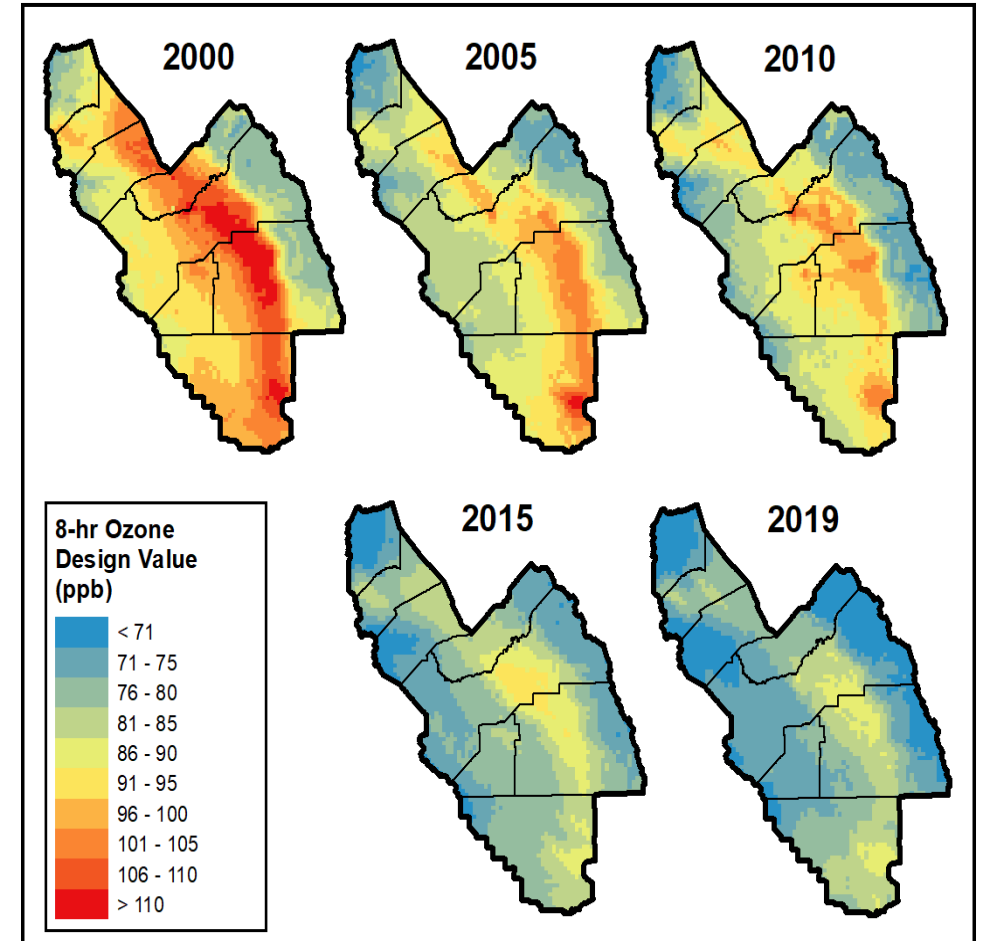 2000
2005
2010
2015
2019
8-hr Ozone
Design Value
(ppb)
< 71
71 - 75
76 - 80
81 - 85
86 - 90
91 - 95
96 - 100
101 - 105
106 - 110
> 110